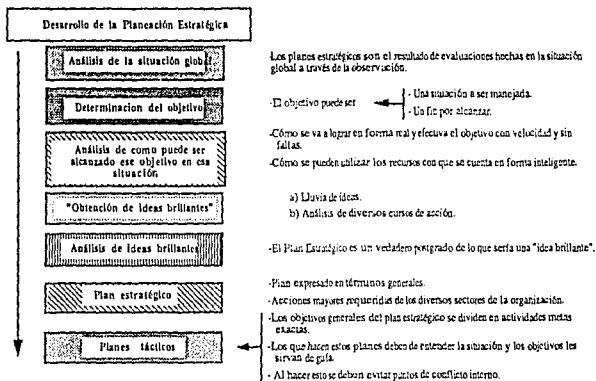 Desarrollo de la Planeación Estratégica
Análisis de la situación global
-Los planes estratégicos son el resultado de evaluaciones hechas en la situación
global a través de la observación.
Determinacion del objetivo
-El objetivo puede ser
- Una situación a ser manejada.
- Un fin por alcanzar.
Análisis de como puede ser
alcanzado ese objetivo en esa
situación
-Cómo se va a lograr en forma real y efectiva el objetivo con velocidad y sin
fallas.
-Cómo se pueden utilizar los recursos con que se cuenta en forma inteligente.
"Obtención de ideas brillantes"
a) Lluvia de ideas.
b) Análisis de diversos cursos de acción.
Análisis de ideas brillantes
-El Plan Estratégico es un verdadero postgrado de lo que sería una "idea brillante".
Plan estratégico
-Plan expresado en términos generales.
-Acciones mayores requeridas de los diversos sectores de la organización.
Planes tácticos
-Los objetivos generales del plan estratégico se dividen en actividades metas
exactas.
-Los que hacen estos planes deben de entender la situación y los objetivos les
sirvan de guía.
- Al hacer esto se deben evitar puntos de conflicto interno.